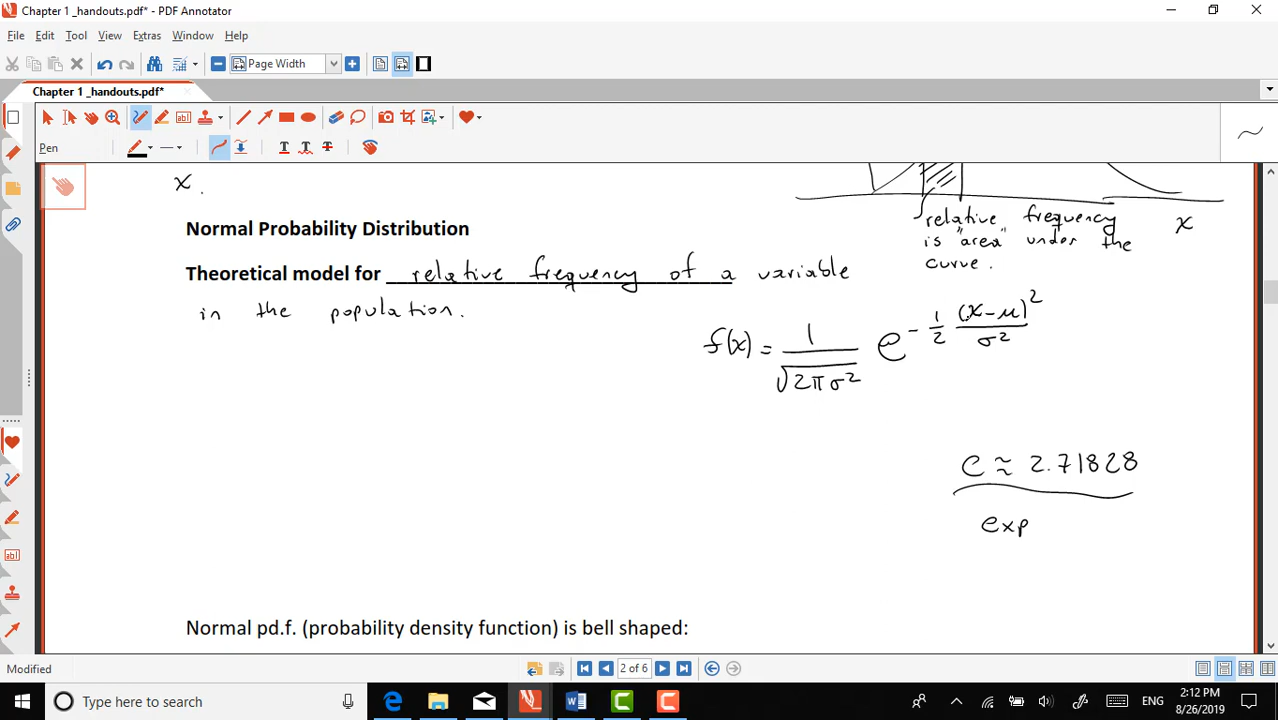 Chapter 1 _handouts.pdf* - PDF Annotator
File Edit Tool View Extras Window Help
Page Width
Chapter 1 _handouts.pdf*
Pen
x.
relative frequency
is "area" under the
curve.
x
Normal Probability Distribution
Theoretical model for relative frequency of a variable
in the population.
f(x) = 1/√(2πσ²) e^(-1/2 (x-μ)²/σ²)
e ≈ 2.71828
exp
Normal pd.f. (probability density function) is bell shaped:
Modified
2 of 6
Type here to search
ENG
2:12 PM
8/26/2019